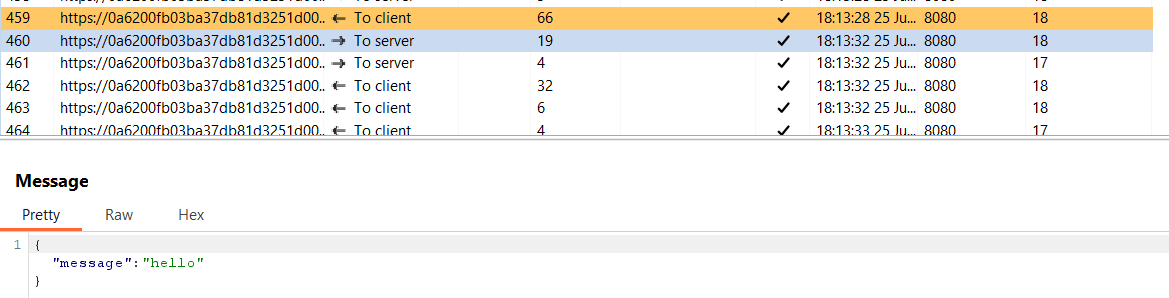 459 https://0a6200fb03ba37db81d3251d00.. To client 66 ✓ 18:13:28 25 Ju... 8080 18
460 https://0a6200fb03ba37db81d3251d00.. To server 19 ✓ 18:13:32 25 Ju... 8080 18
461 https://0a6200fb03ba37db81d3251d00.. To server 4 ✓ 18:13:32 25 Ju... 8080 17
462 https://0a6200fb03ba37db81d3251d00.. To client 32 ✓ 18:13:32 25 Ju... 8080 18
463 https://0a6200fb03ba37db81d3251d00.. To client 6 ✓ 18:13:32 25 Ju... 8080 18
464 https://0a6200fb03ba37db81d3251d00.. To client 4 ✓ 18:13:33 25 Ju... 8080 17
Message
Pretty Raw Hex
1 {
"message":"hello"
}